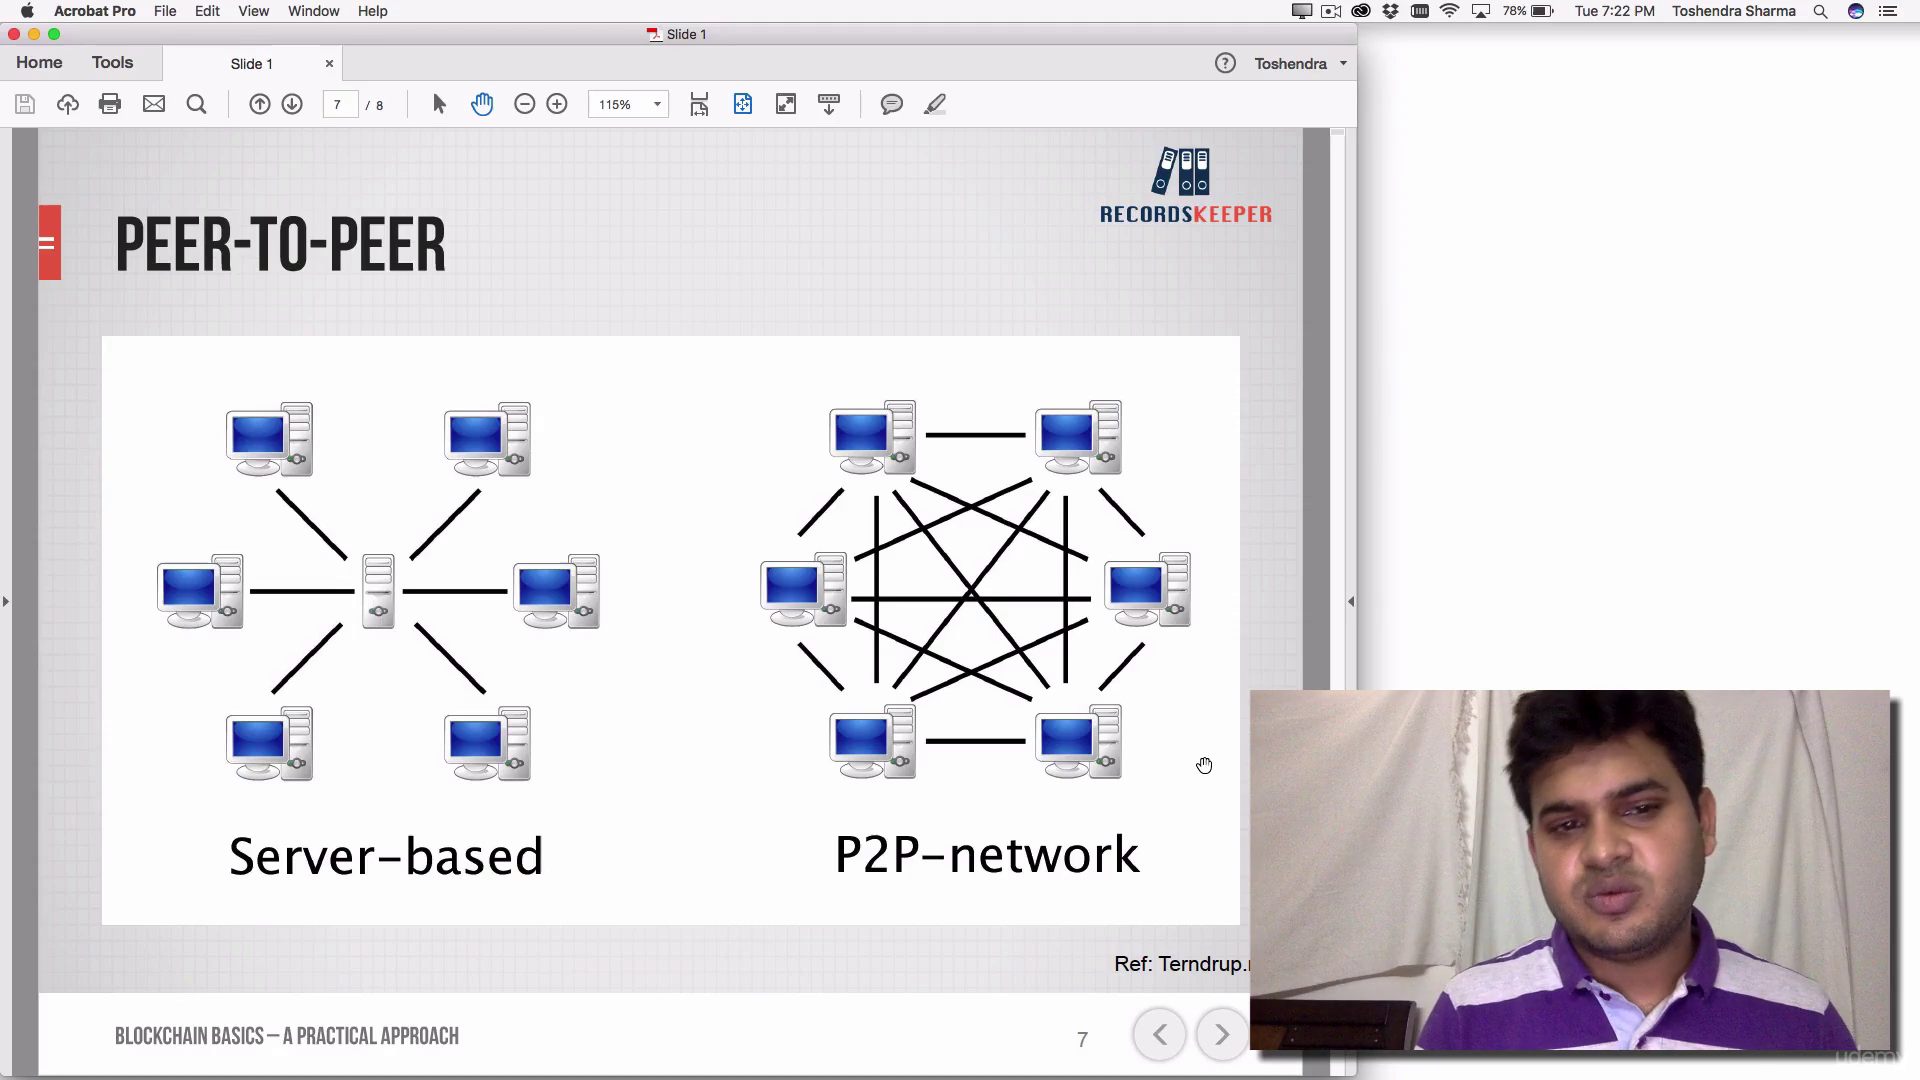 Acrobat Pro File Edit View Window Help 78% Tue 7:22 PM Toshendra Sharma
Slide 1
Home Tools Slide 1 × ? Toshendra
7 / 8 115%
RECORDSKEEPER
PEER-TO-PEER
Server-based P2P-network
Ref: Terndrup.
BLOCKCHAIN BASICS – A PRACTICAL APPROACH 7
udemy